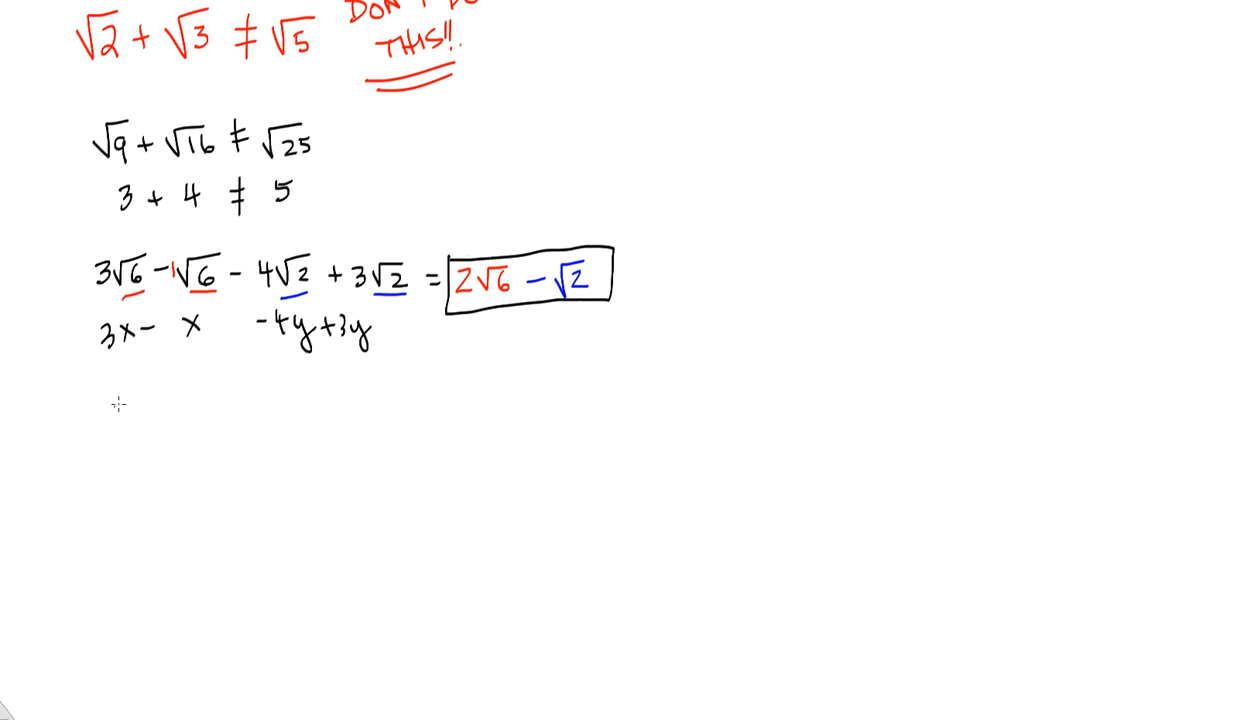 √2 + √3 ≠ √5
THIS!!
√9 + √16 ≠ √25
3 + 4 ≠ 5
3√6 - 1√6 - 4√2 + 3√2 = 2√6 - √2
3x - x - 4y + 3y